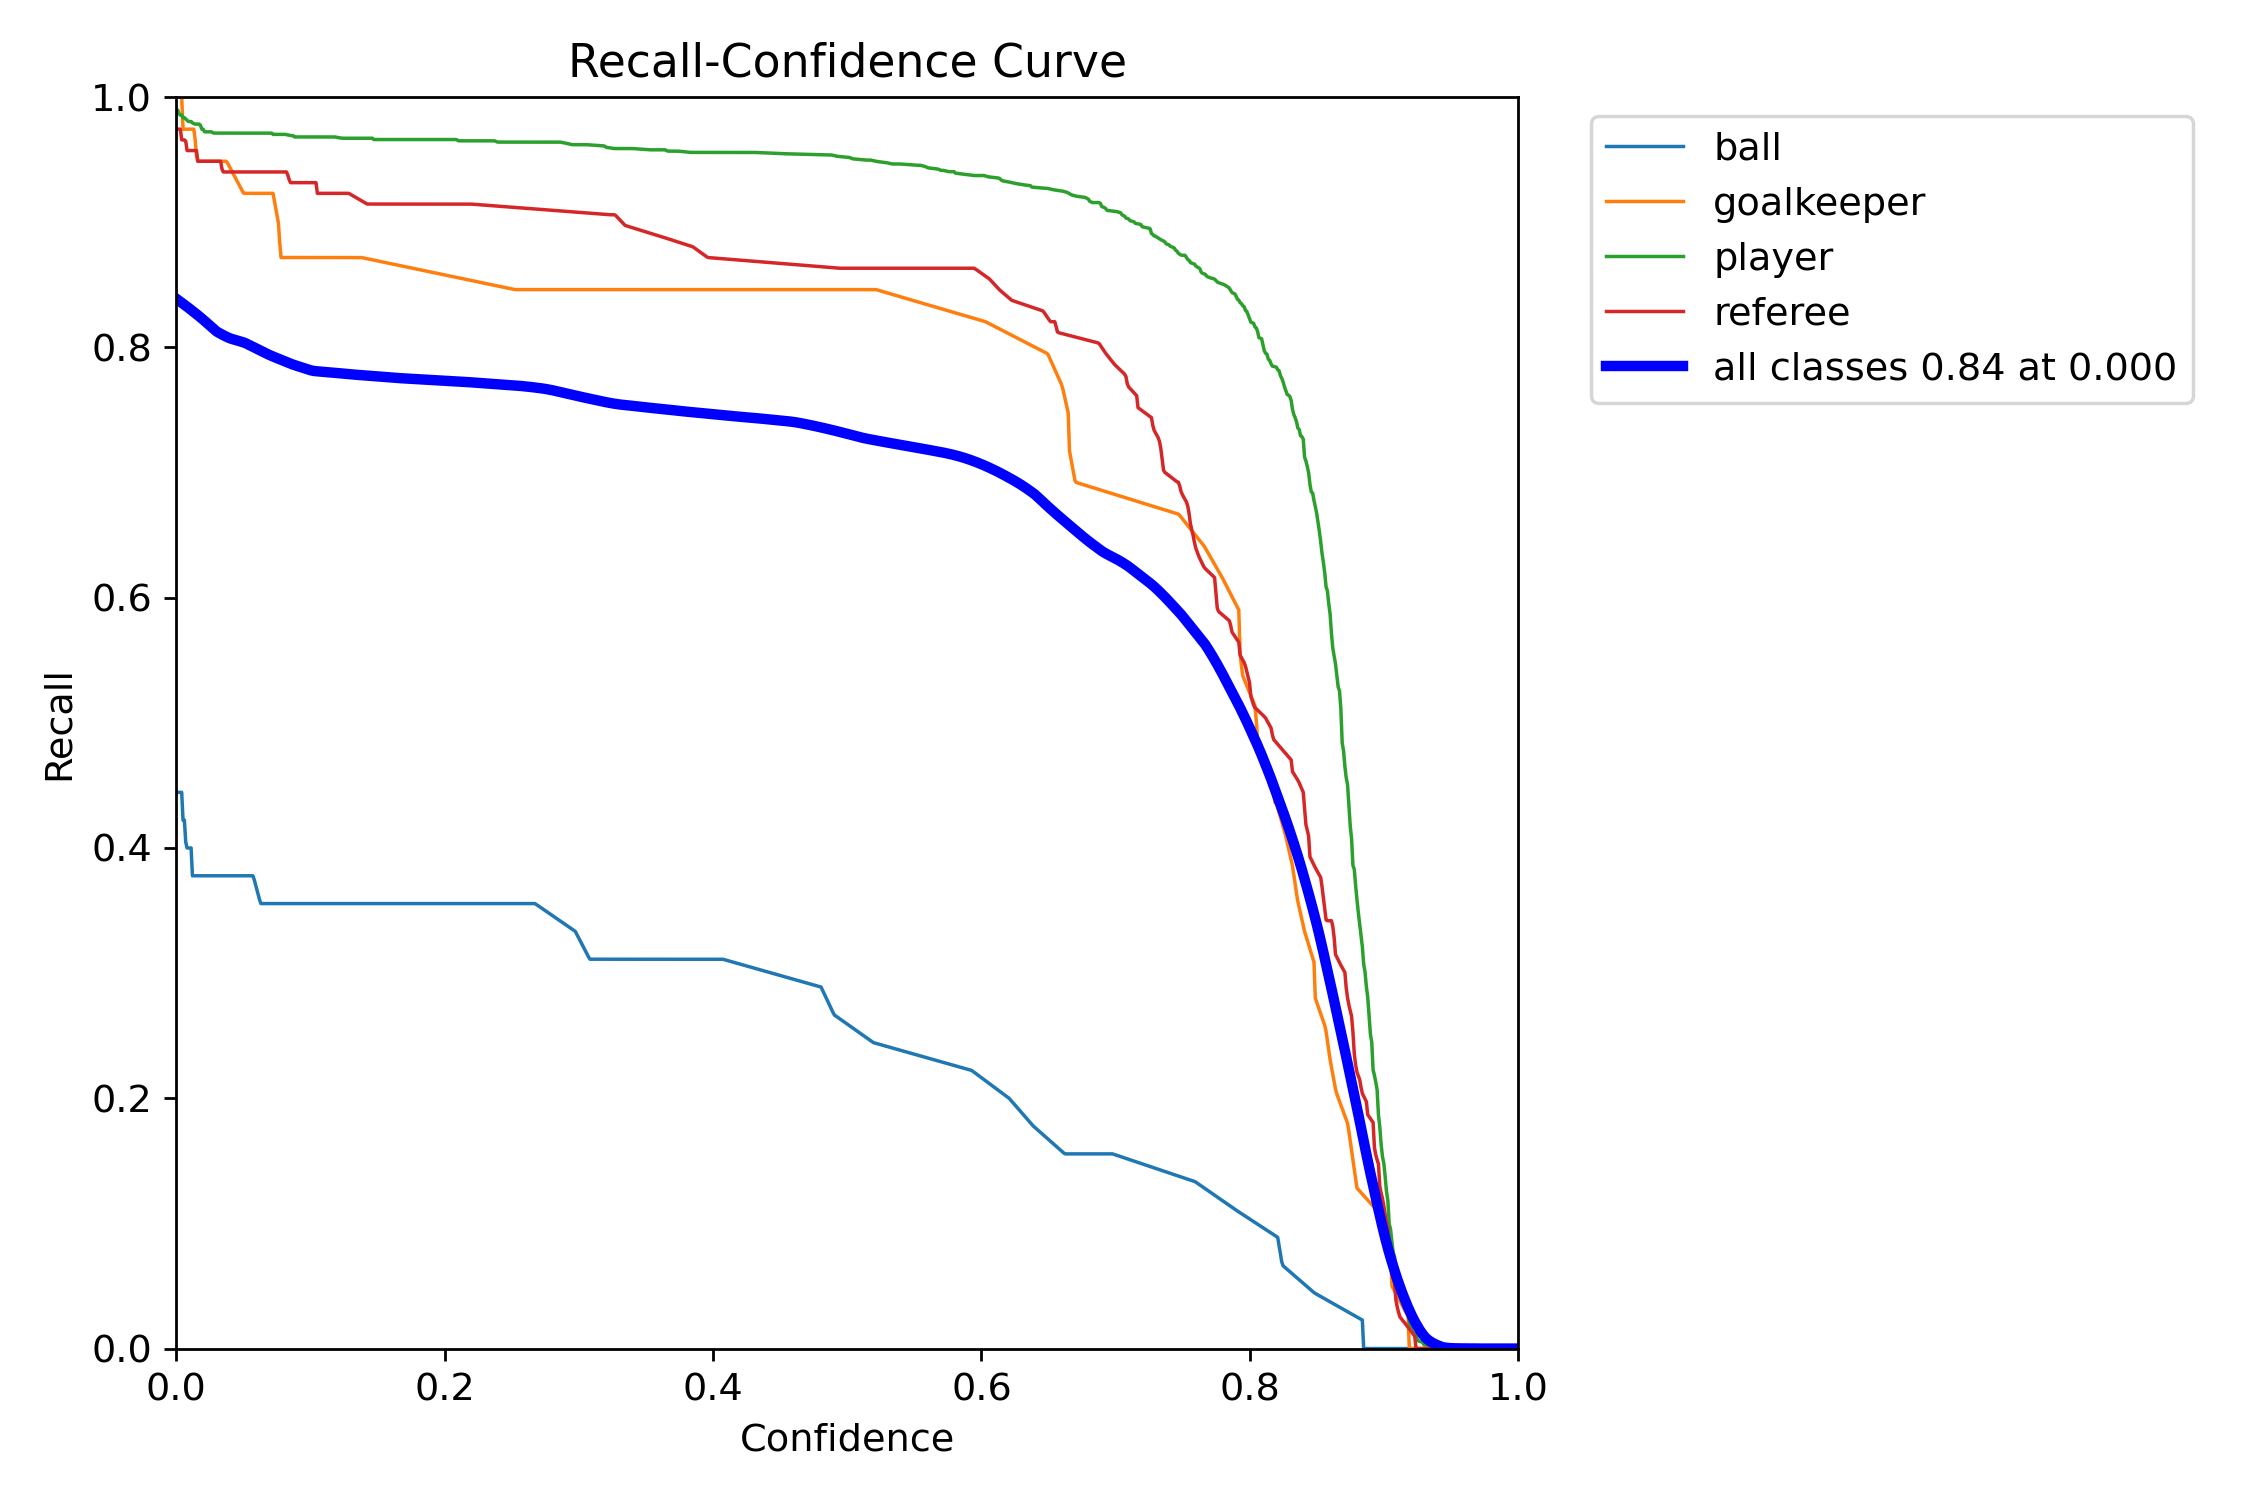 Recall-Confidence Curve
1.0
0.8
0.6
0.4
0.2
0.0
Recall
0.0 0.2 0.4 0.6 0.8 1.0
Confidence
ball
goalkeeper
player
referee
all classes 0.84 at 0.000